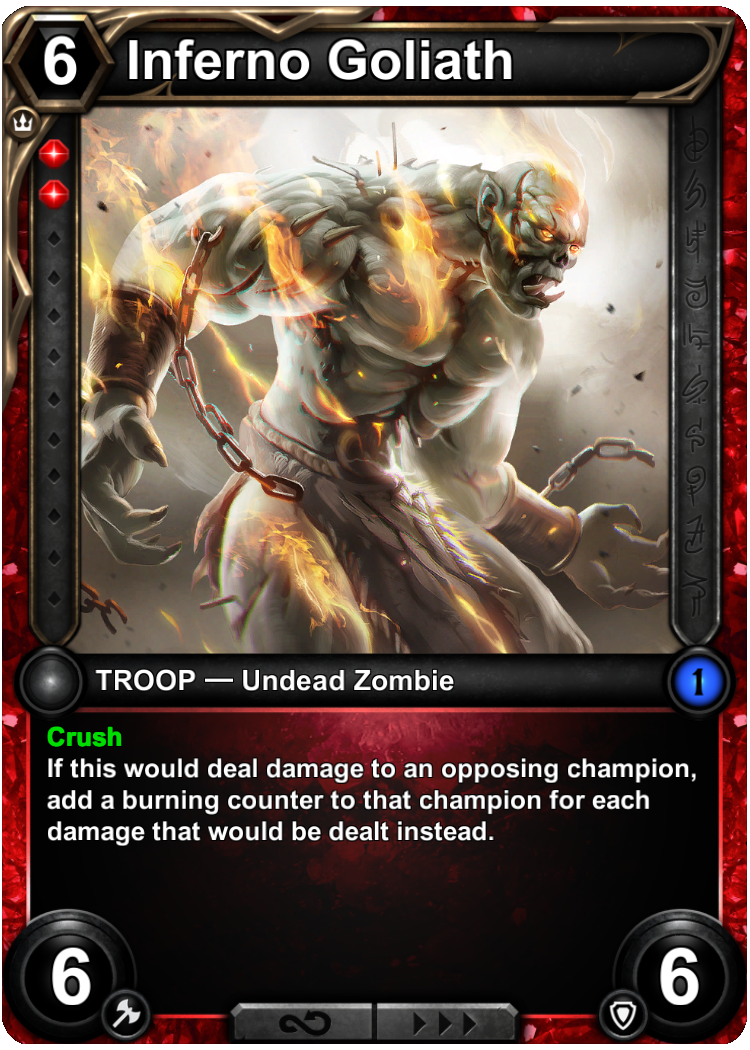 6 Inferno Goliath
TROOP — Undead Zombie
1
Crush
If this would deal damage to an opposing champion,
add a burning counter to that champion for each
damage that would be dealt instead.
6
6